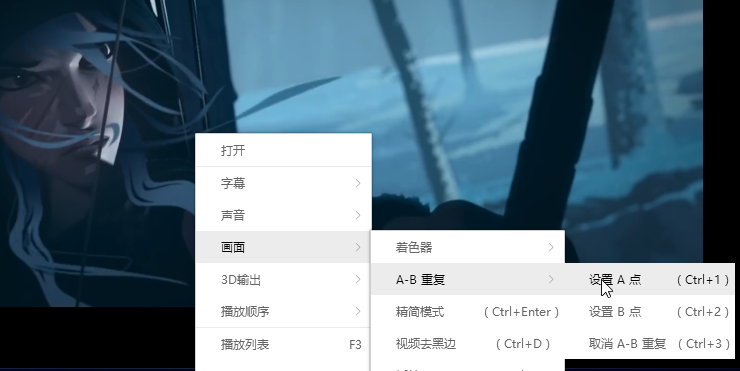 打开
字幕
声音
画面
3D输出
播放顺序
播放列表 F3
着色器
A-B 重复
精简模式 （Ctrl+Enter）
视频去黑边 （Ctrl+D）
设置 A 点 （Ctrl+1）
设置 B 点 （Ctrl+2）
取消 A-B 重复 （Ctrl+3）